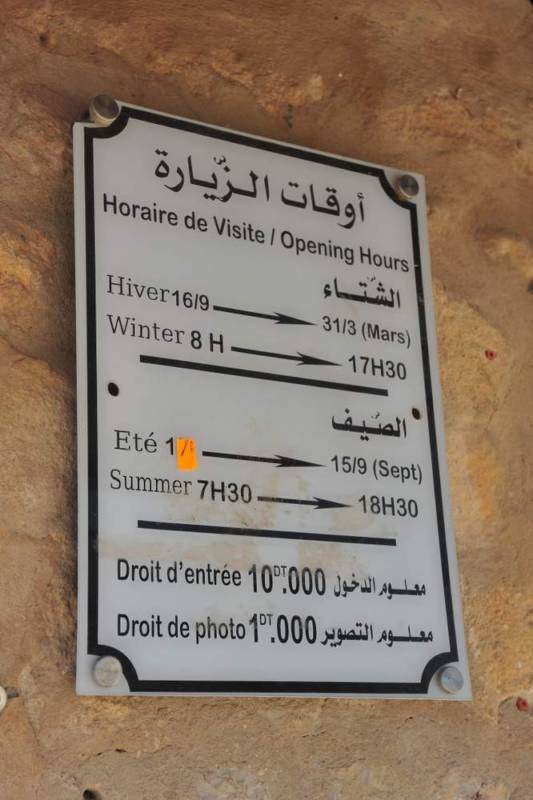 أوقات الزّيارة
Horaire de Visite / Opening Hours
الشّتاء
Hiver 16/9 31/3 (Mars)
Winter 8 H 17H30
الصّيف
Eté 15/9 (Sept)
Summer 7H30 18H30
Droit d'entrée 10DT.000 معلوم الدخول
Droit de photo 1DT.000 معلوم التصوير